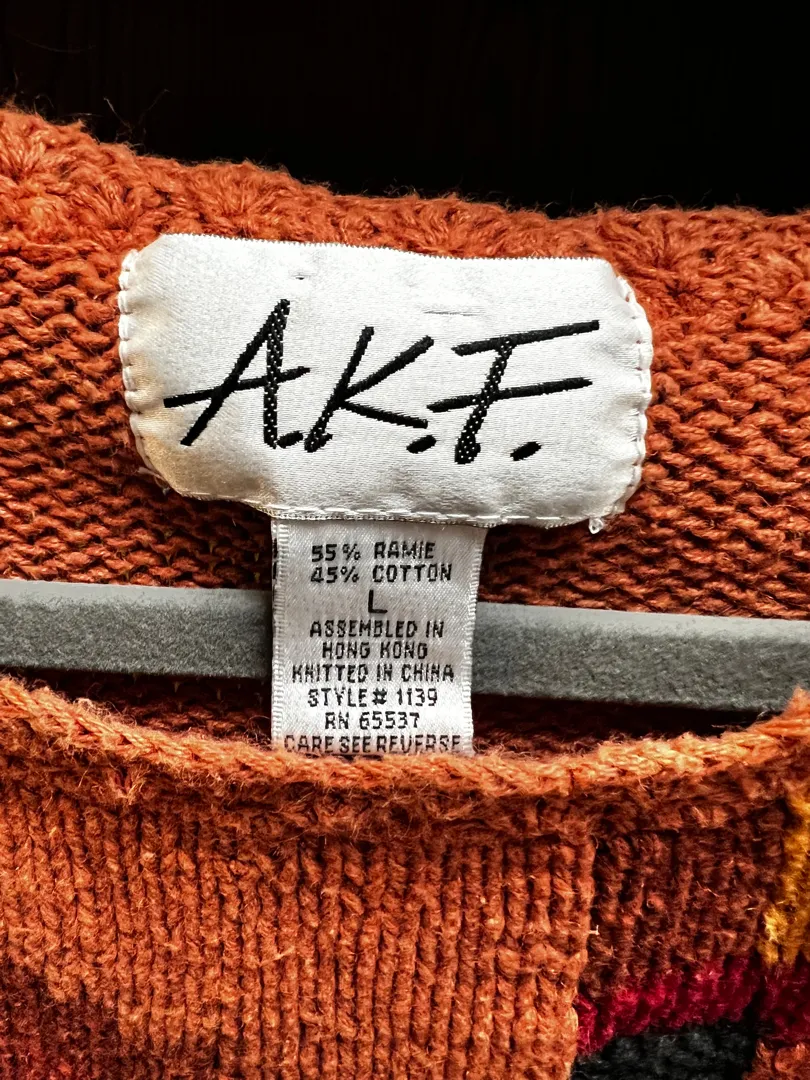 A.K.F.
55% RAMIE
45% COTTON
L
ASSEMBLED IN
HONG KONG
KNITTED IN CHINA
STYLE# 1139
RN 65537
CARE SEE REVERSE